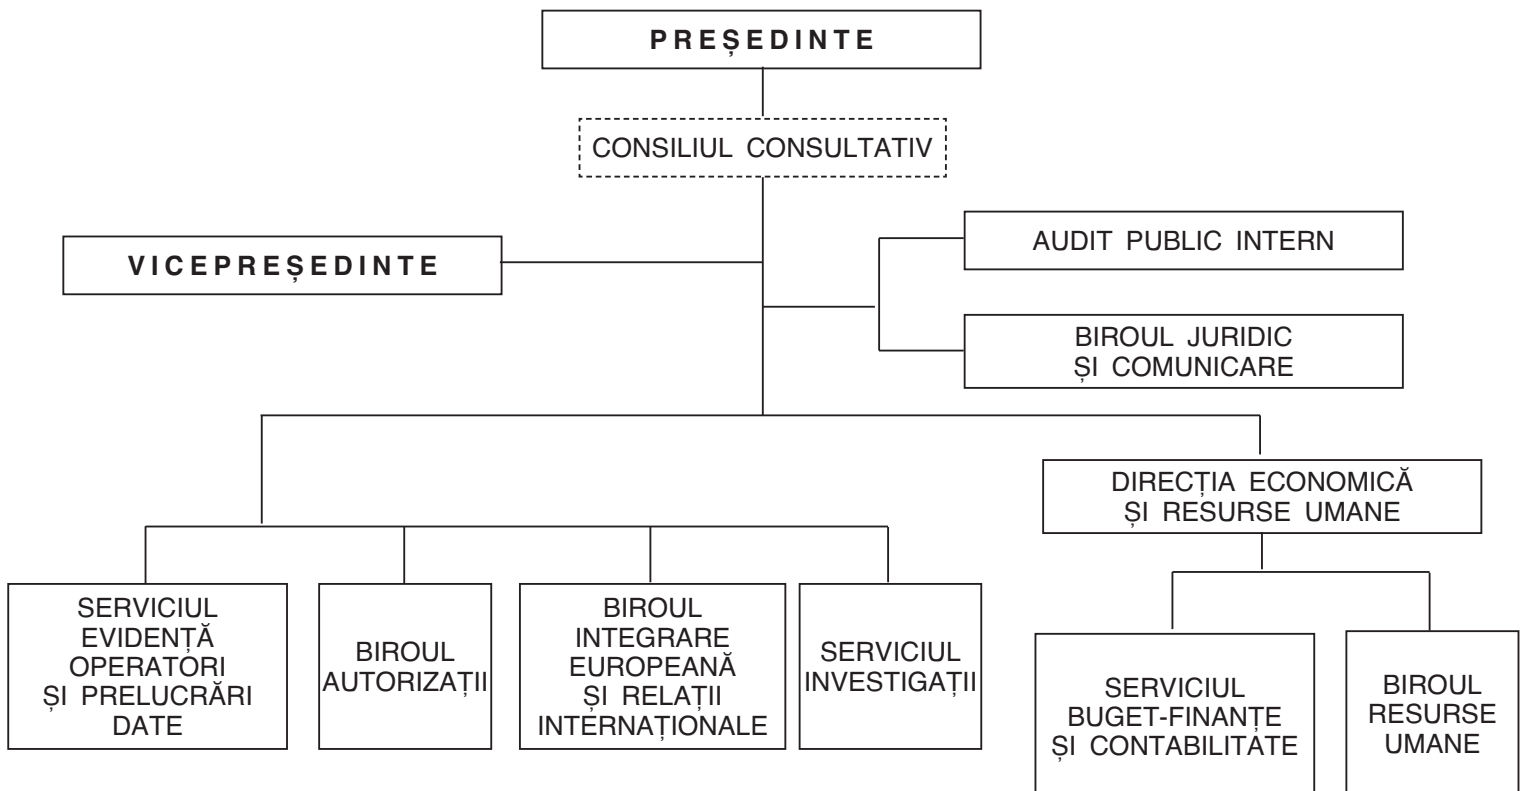 PREȘEDINTE
CONSILIUL CONSULTATIV
AUDIT PUBLIC INTERN
VICEPREȘEDINTE
BIROUL JURIDIC
ȘI COMUNICARE
DIRECȚIA ECONOMICĂ
ȘI RESURSE UMANE
SERVICIUL
EVIDENȚĂ
OPERATORI
ȘI PRELUCRĂRI
DATE
BIROUL
AUTORIZAȚII
BIROUL
INTEGRARE
EUROPEANĂ
ȘI RELAȚII
INTERNAȚIONALE
SERVICIUL
INVESTIGAȚII
SERVICIUL
BUGET-FINANȚE
ȘI CONTABILITATE
BIROUL
RESURSE
UMANE